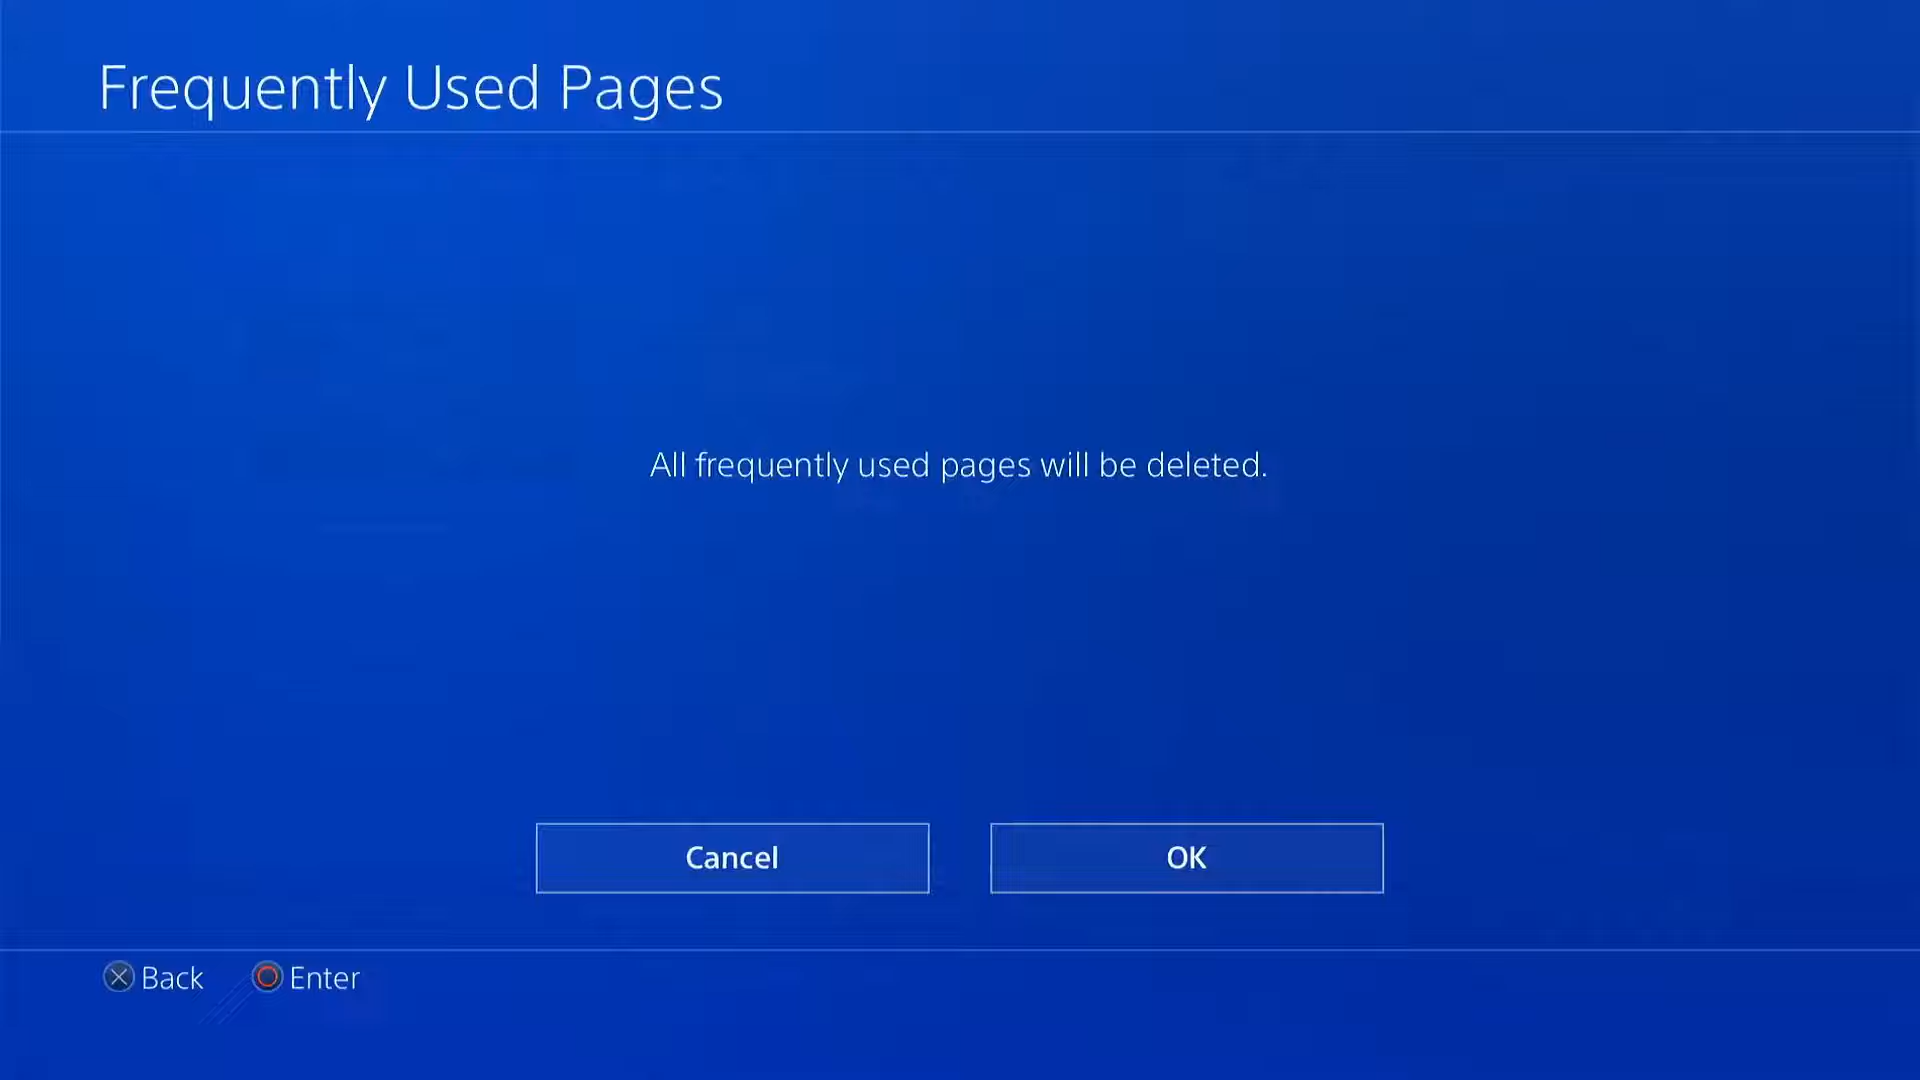 Frequently Used Pages
All frequently used pages will be deleted.
Cancel OK
Back Enter